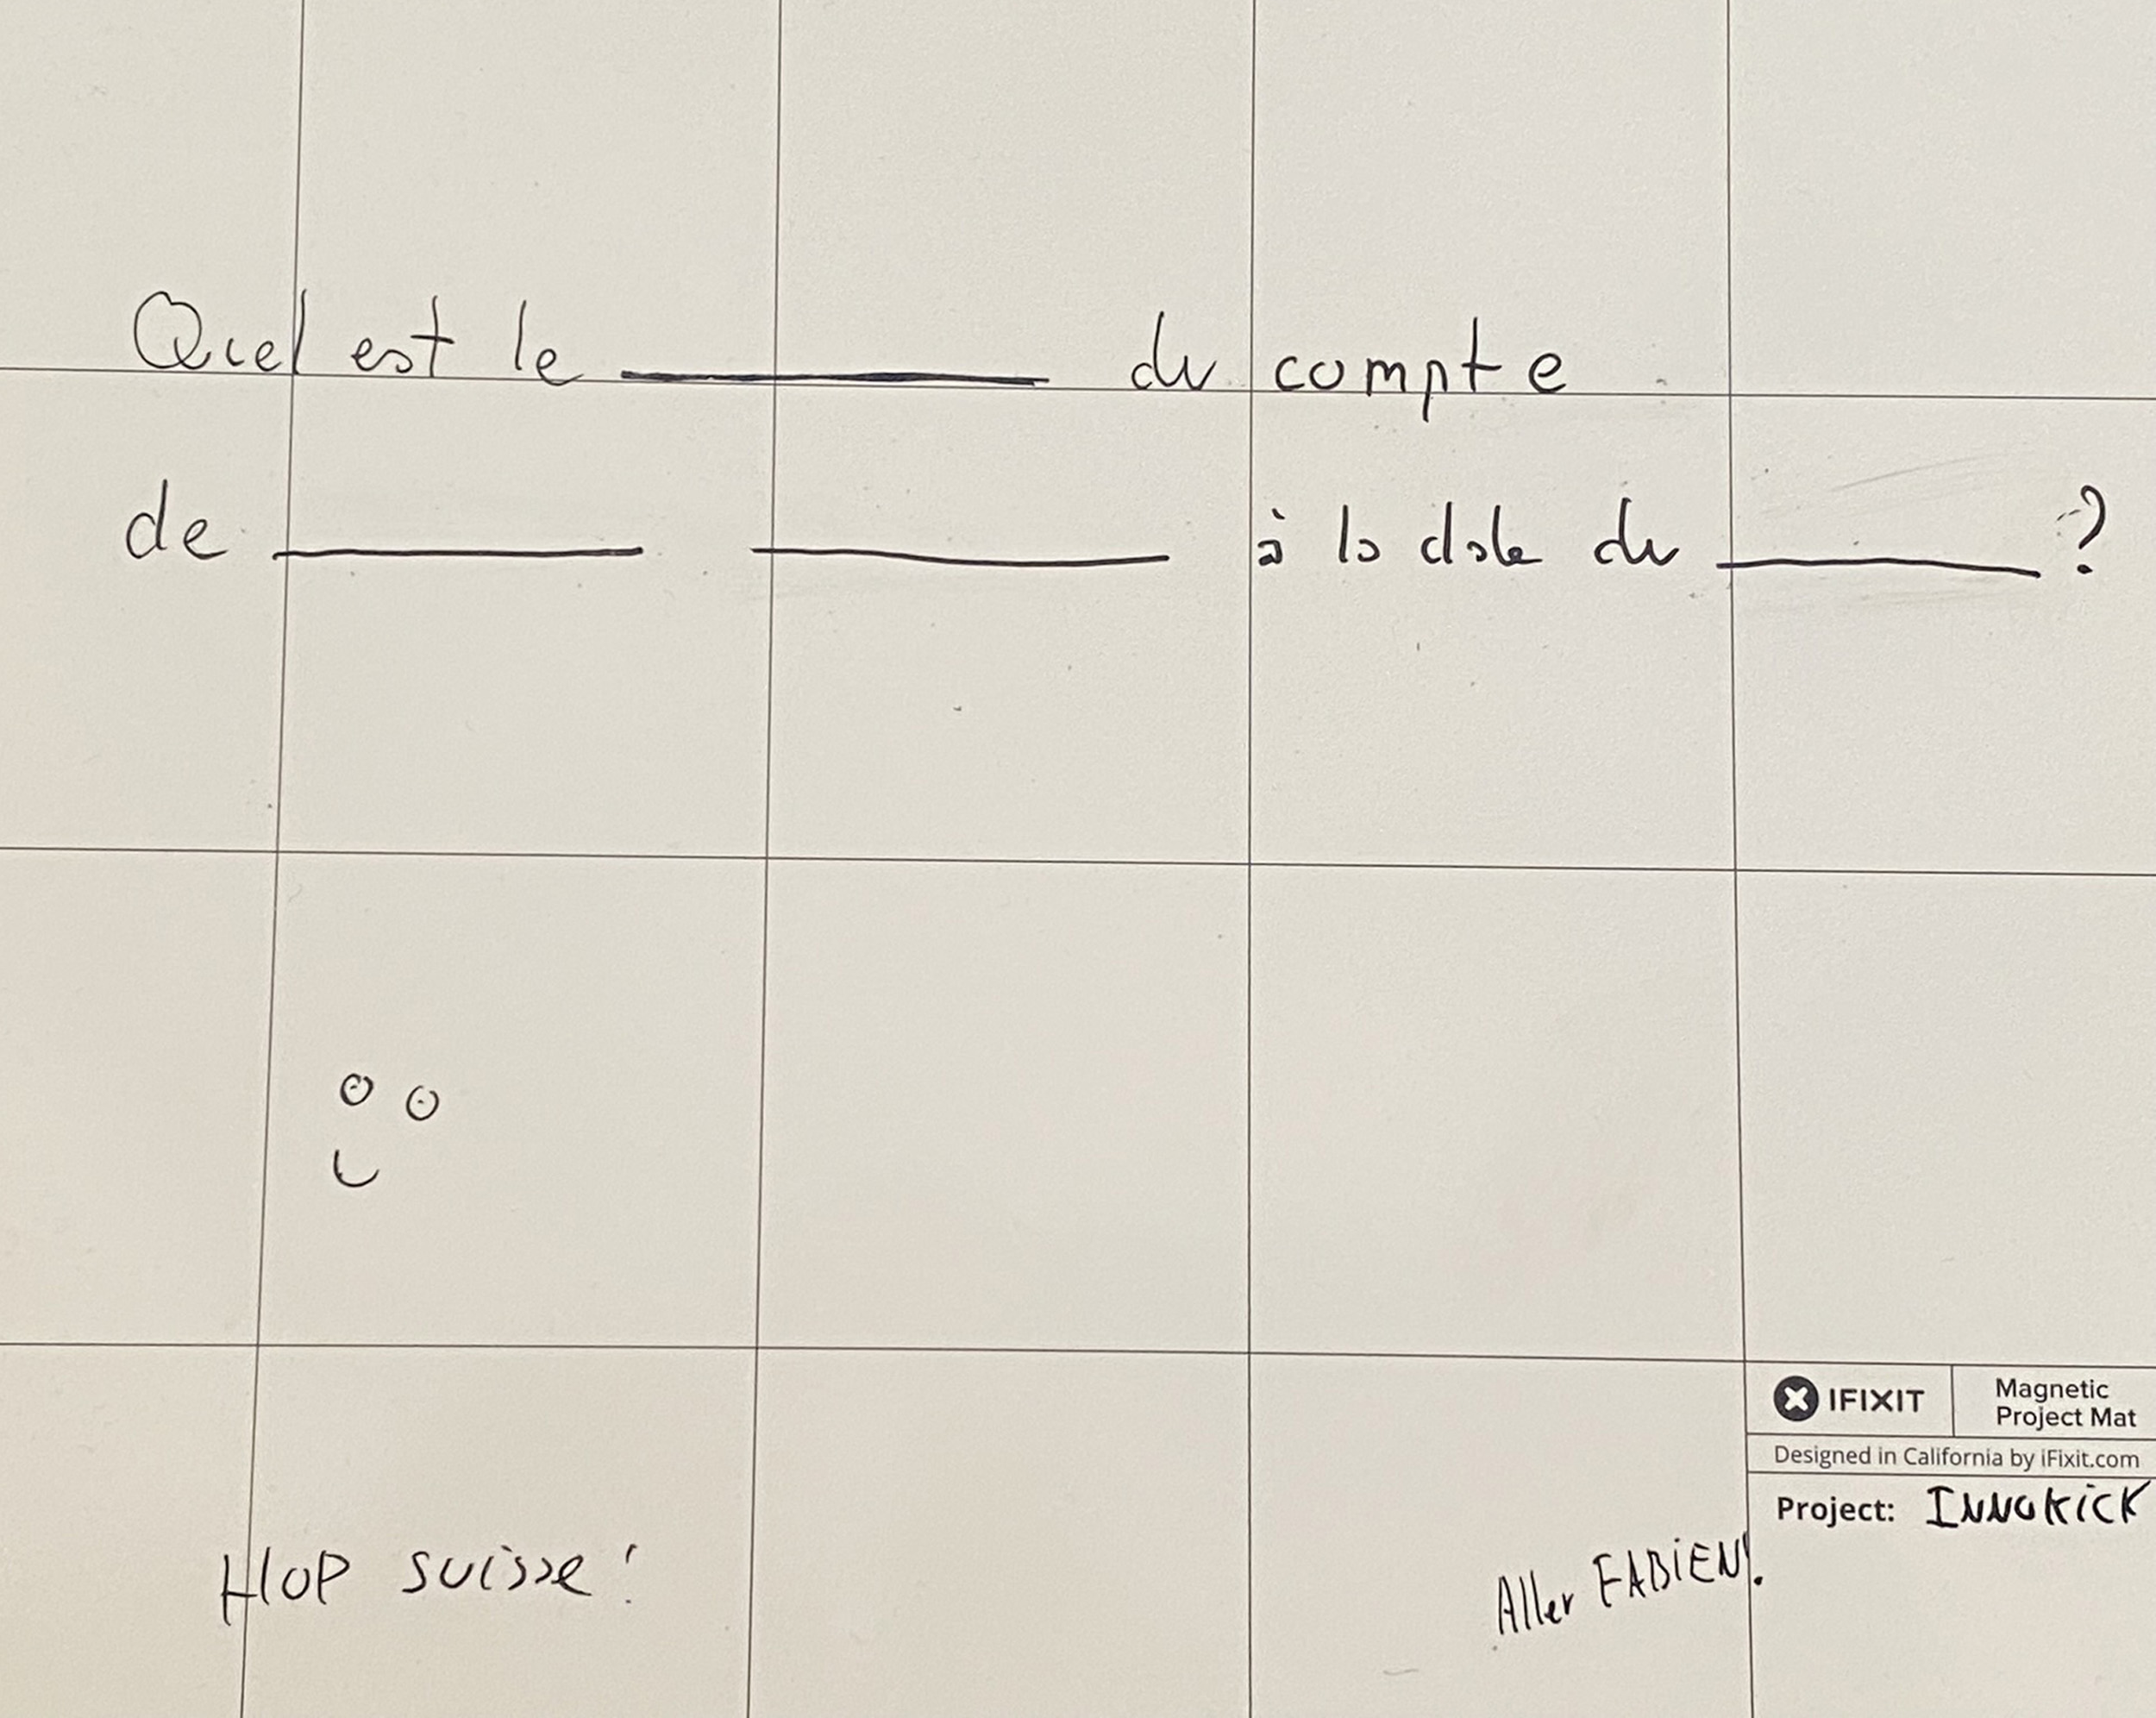 Quel est le ________ du compte
de ________ ________ à la date du ________ ?
HOP suisse !
Aller FABiEN!
IFIXIT
Magnetic
Project Mat
Designed in California by iFixit.com
Project: INNOKiCK